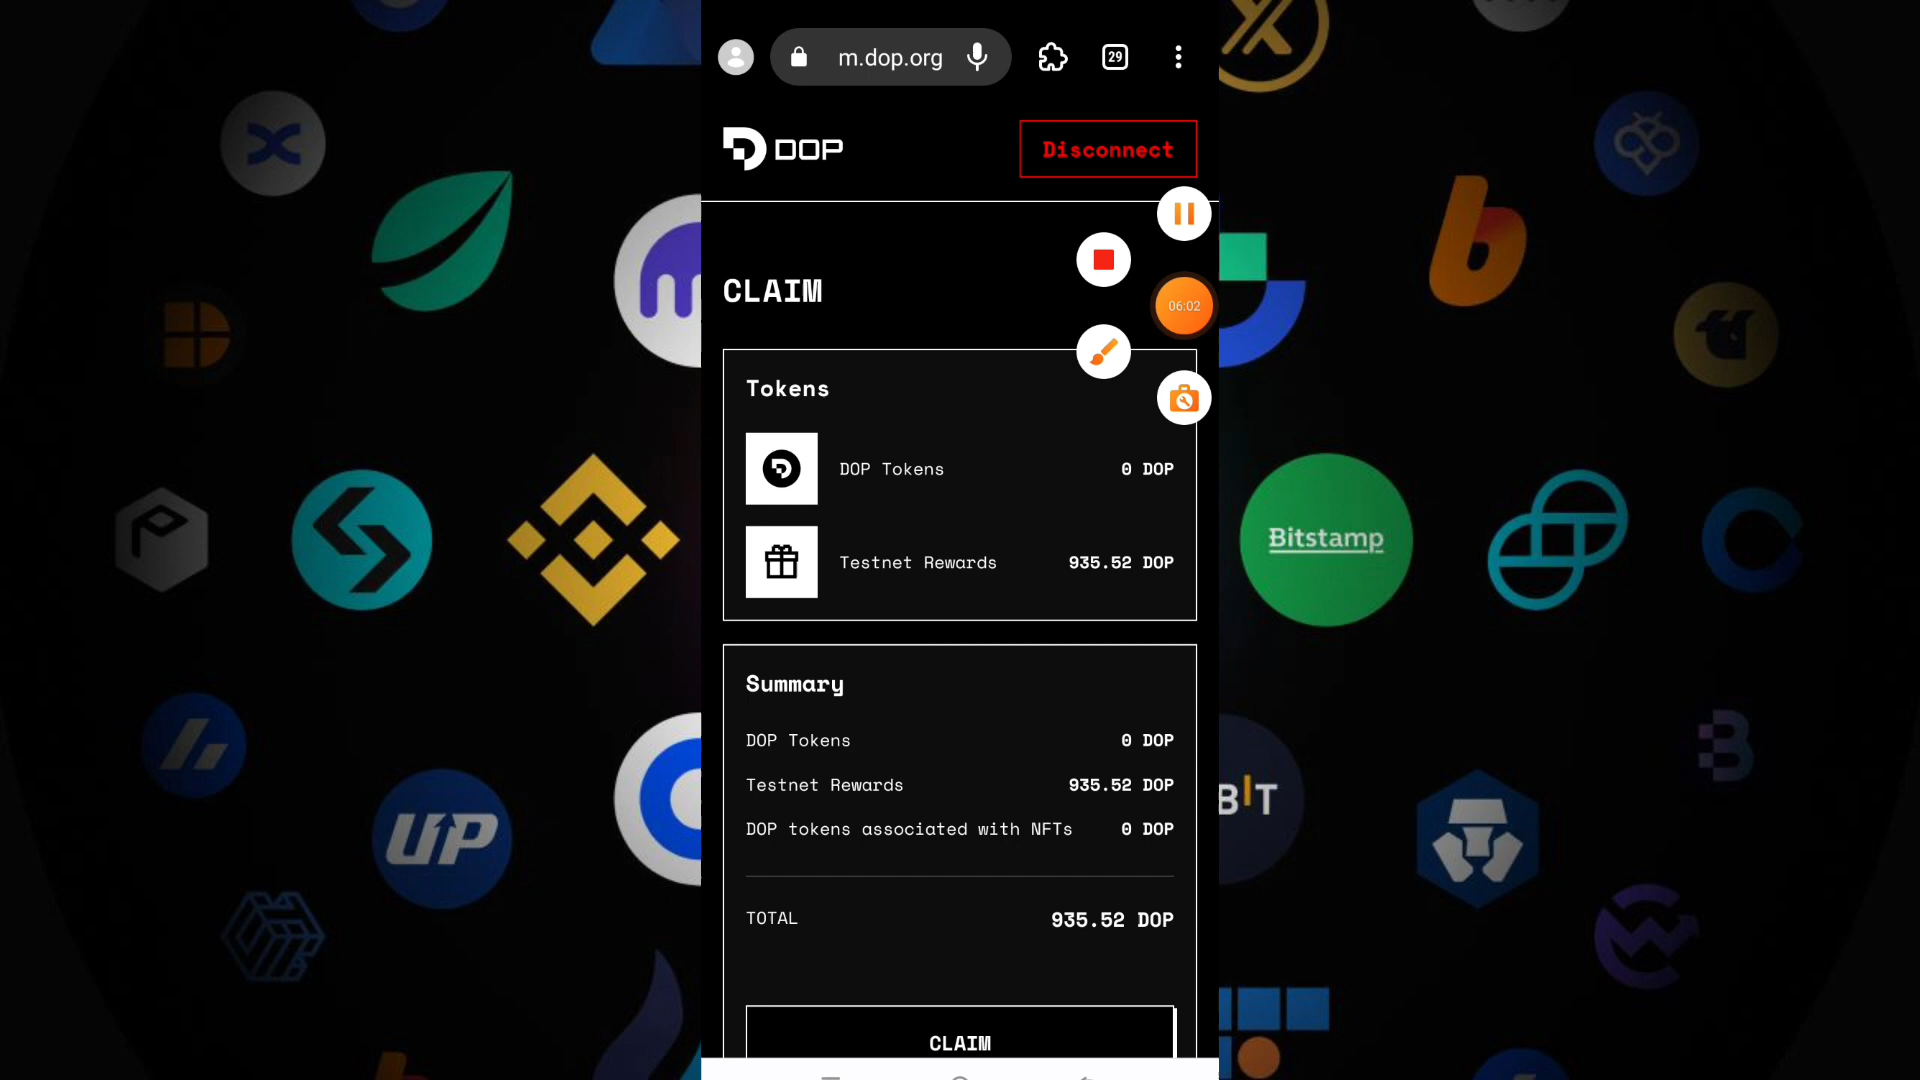 m.dop.org
29
DOP
Disconnect
CLAIM
06:02
Tokens
DOP Tokens 0 DOP
Testnet Rewards 935.52 DOP
Summary
DOP Tokens 0 DOP
Testnet Rewards 935.52 DOP
DOP tokens associated with NFTs 0 DOP
TOTAL 935.52 DOP
CLAIM
Bitstamp
UP
BIT